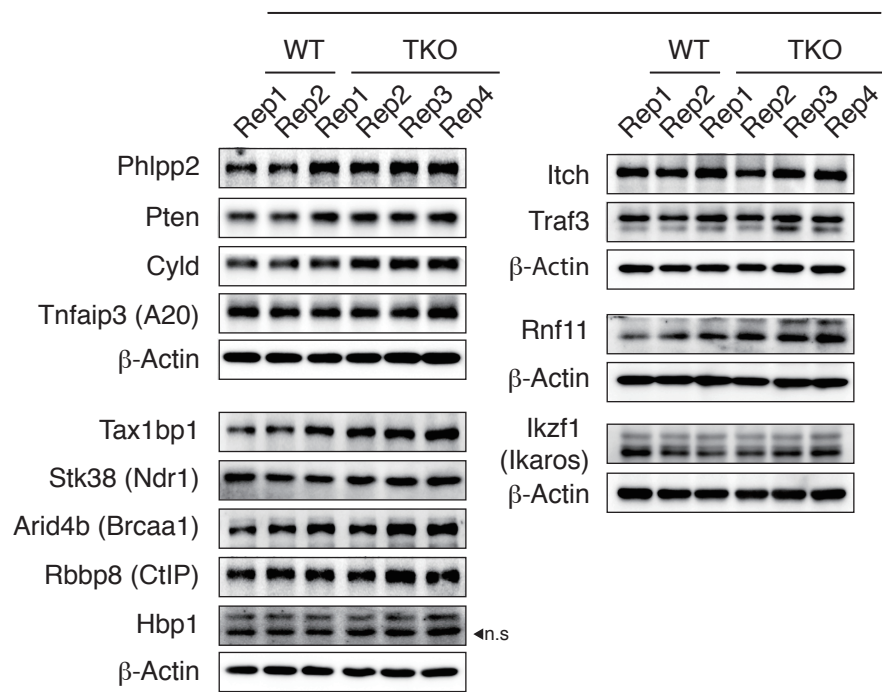 WT TKO
Rep1 Rep2 Rep1 Rep2 Rep3 Rep4
Phlpp2
Pten
Cyld
Tnfaip3 (A20)
β-Actin
Tax1bp1
Stk38 (Ndr1)
Arid4b (Brcaa1)
Rbbp8 (CtIP)
Hbp1
◄n.s
β-Actin
WT TKO
Rep1 Rep2 Rep1 Rep2 Rep3 Rep4
Itch
Traf3
β-Actin
Rnf11
β-Actin
Ikzf1
(Ikaros)
β-Actin